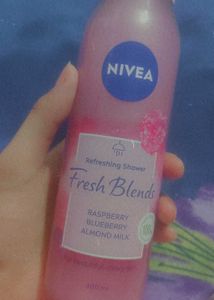 NIVEA
Refreshing Shower
Fresh Blends
RASPBERRY
BLUEBERRY
ALMOND MILK